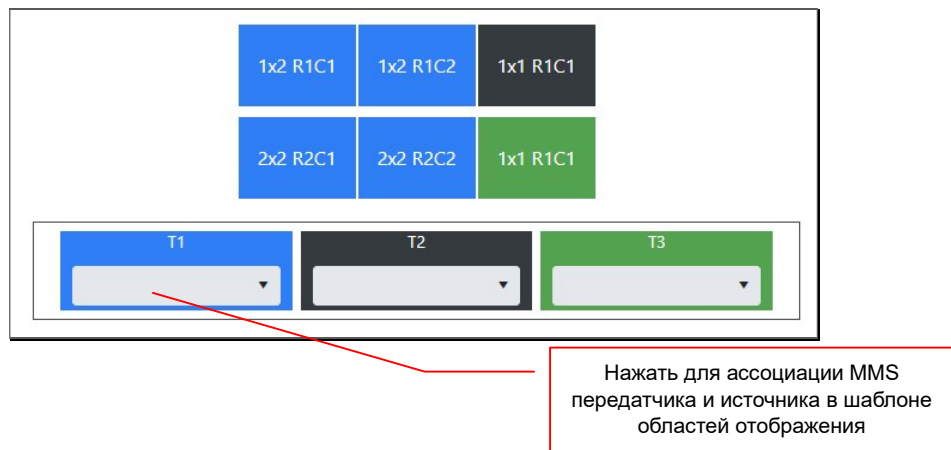 1x2 R1C1 1x2 R1C2 1x1 R1C1
2x2 R2C1 2x2 R2C2 1x1 R1C1
T1 T2 T3
Нажать для ассоциации MMS
передатчика и источника в шаблоне
областей отображения